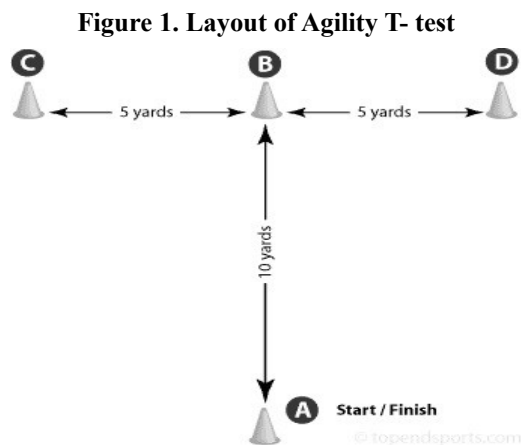 Figure 1. Layout of Agility T- test
C B D
5 yards 5 yards
10 yards
A Start / Finish
© topendsports.com